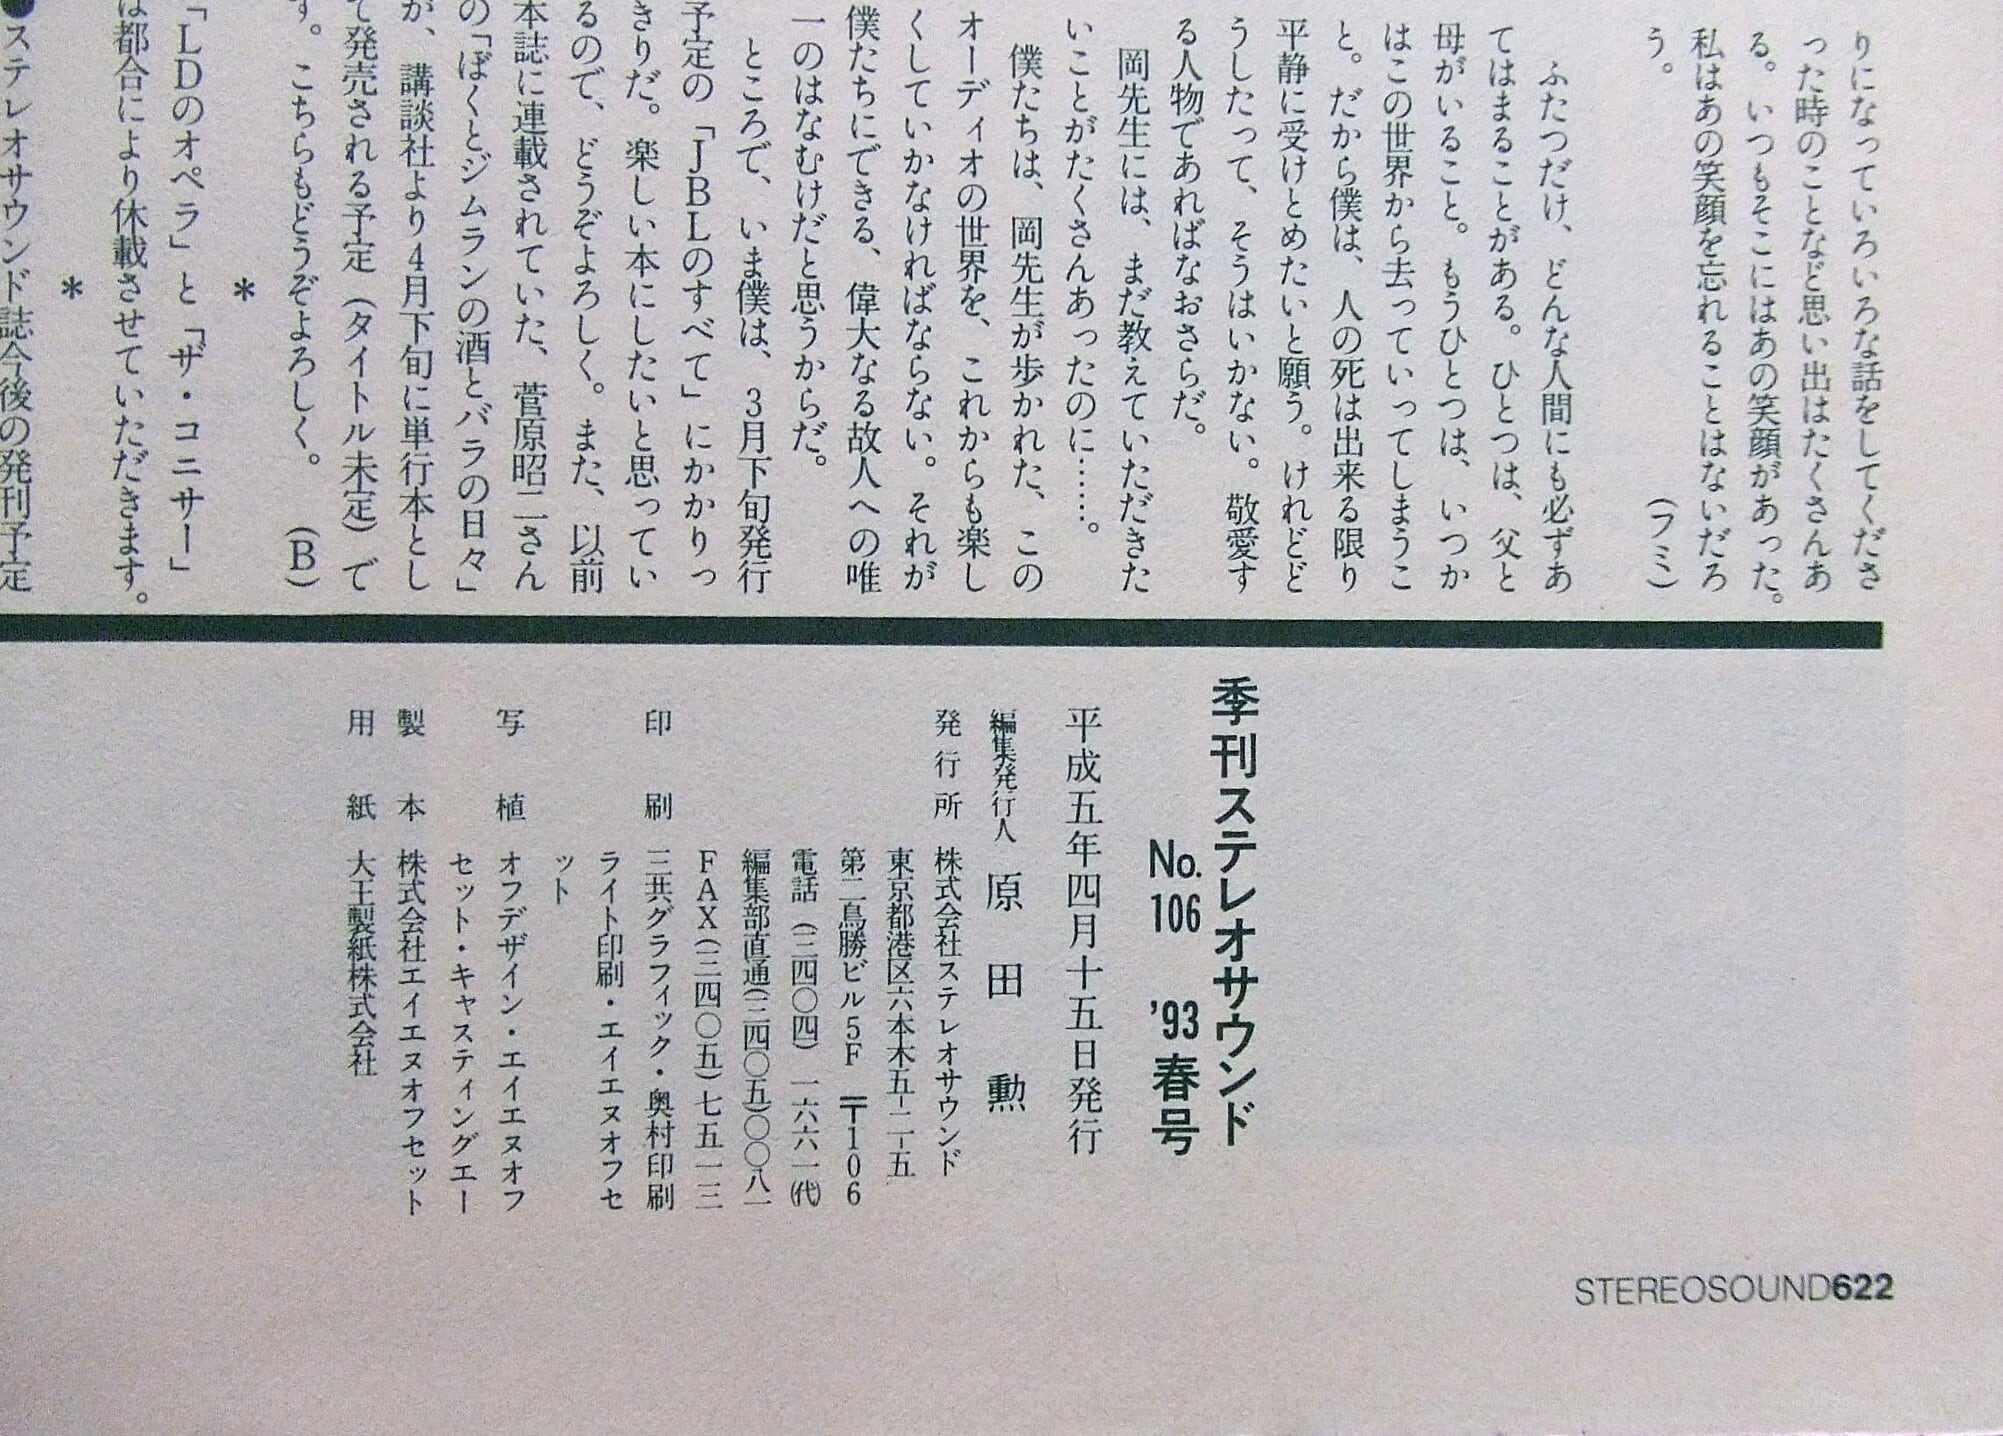 りになっていろいろな話をしてくださ
った時のことなど思い出はたくさんあ
る。いつもそこにはあの笑顔があった。
私はあの笑顔を忘れることはないだろ
う。 (フミ)
ふたつだけ、どんな人間にも必ずあ
てはまることがある。ひとつは、父と
母がいること。もうひとつは、いつか
はこの世界から去っていってしまうこ
と。だから僕は、人の死は出来る限り
平静に受けとめたいと願う。けれどど
うしたって、そうはいかない。敬愛す
る人物であればなおさらだ。
岡先生には、まだ教えていただきた
いことがたくさんあったのに……。
僕たちは、岡先生が歩かれた、この
オーディオの世界を、これからも楽し
くしていかなければならない。それが
僕たちにできる、偉大なる故人への唯
一のはなむけだと思うからだ。
ところで、いま僕は、3月下旬発行
予定の「JBLのすべて」にかかりっ
きりだ。楽しい本にしたいと思ってい
るので、どうぞよろしく。また、以前
本誌に連載されていた、菅原昭二さん
の「ぼくとジムランの酒とバラの日々」
が、講談社より4月下旬に単行本とし
て発売される予定(タイトル未定)で
す。こちらもどうぞよろしく。 (B)
＊
「LDのオペラ」と「ザ・コニサー」
は都合により休載させていただきます。
＊
●ステレオサウンド誌今後の発刊予定
季刊ステレオサウンド
No. 106 '93 春号
平成五年四月十五日発行
編集発行人 原田 勲
発行所 株式会社ステレオサウンド
東京都港区六本木五-二-五
第二鳥勝ビル5F 〒106
電話(三四〇四)一六六一(代)
編集部直通(三四〇五)〇〇八一
FAX(三四〇五)七五一三
印刷 三共グラフィック・奥村印刷
ライト印刷・エイエヌオフセ
ット
写植 オフデザイン・エイエヌオフ
セット・キャスティングエー
製本 株式会社エイエヌオフセット
用紙 大王製紙株式会社
STEREOSOUND622